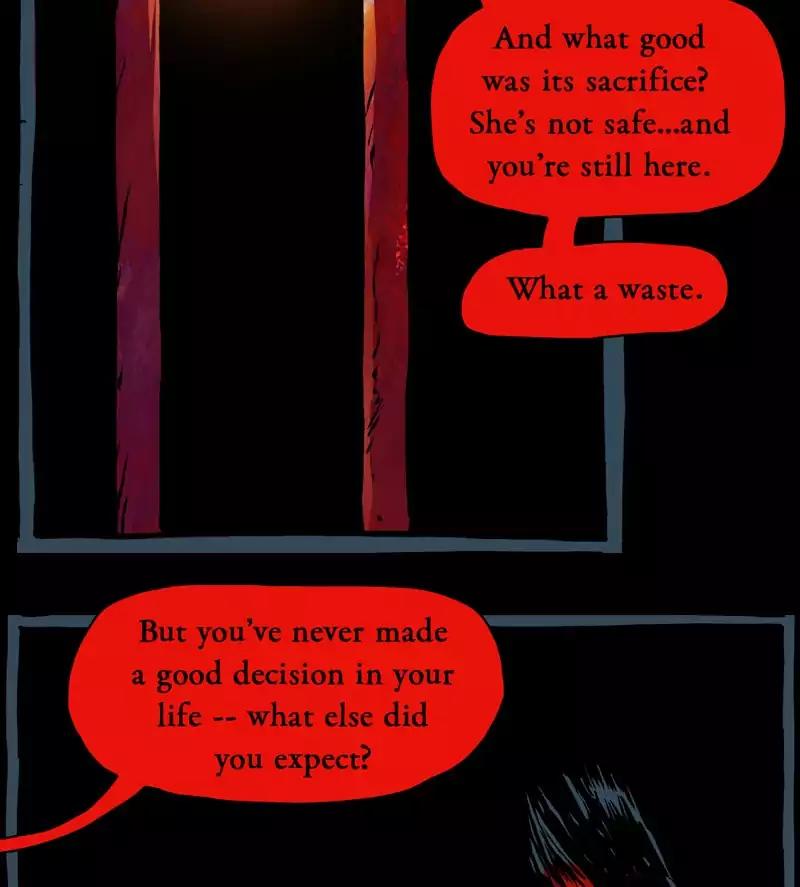 And what good
was its sacrifice?
She's not safe...and
you're still here.
What a waste.
But you've never made
a good decision in your
life -- what else did
you expect?